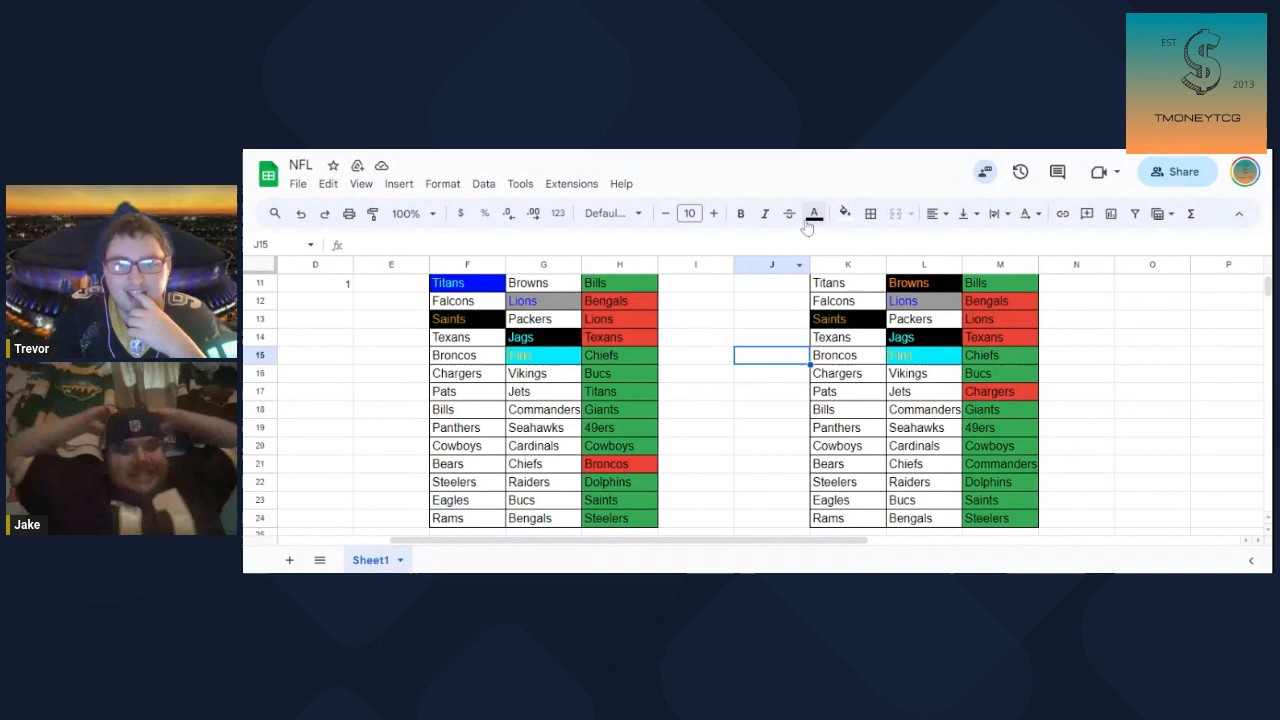 EST
2013
TMONEYTCG
NFL
File Edit View Insert Format Data Tools Extensions Help
Share
100% $ % .0 .00 123 Defaul... 10 B I A
J15 fx
D E F G H I J K L M N O P
11 1 Titans Browns Bills Titans Browns Bills
12 Falcons Lions Bengals Falcons Lions Bengals
13 Saints Packers Lions Saints Packers Lions
14 Texans Jags Texans Texans Jags Texans
15 Broncos Fins Chiefs Broncos Fins Chiefs
16 Chargers Vikings Bucs Chargers Vikings Bucs
17 Pats Jets Titans Pats Jets Chargers
18 Bills Commanders Giants Bills Commanders Giants
19 Panthers Seahawks 49ers Panthers Seahawks 49ers
20 Cowboys Cardinals Cowboys Cowboys Cardinals Cowboys
21 Bears Chiefs Broncos Bears Chiefs Commanders
22 Steelers Raiders Dolphins Steelers Raiders Dolphins
23 Eagles Bucs Saints Eagles Bucs Saints
24 Rams Bengals Steelers Rams Bengals Steelers
Sheet1
Trevor
Jake